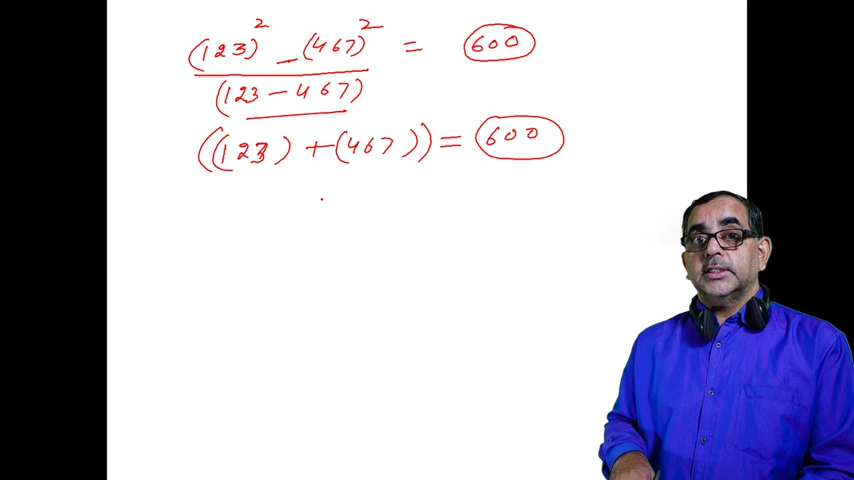 (123)² - (467)² = 600
(123 - 467)
((123) + (467)) = 600